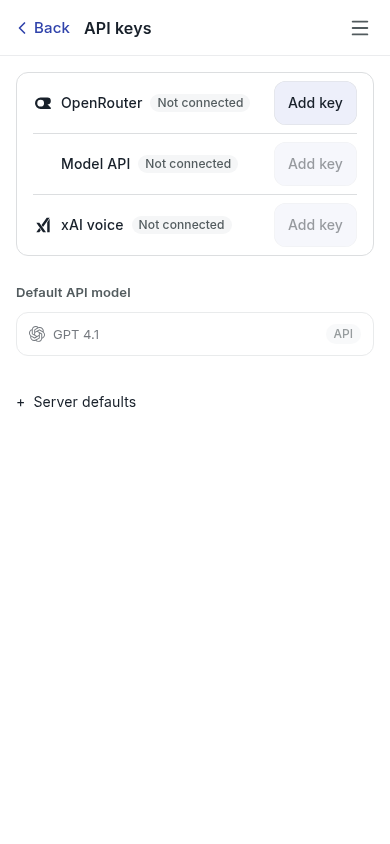 Back API keys
OpenRouter Not connected Add key
Model API Not connected Add key
xAI voice Not connected Add key
Default API model
GPT 4.1 API
+ Server defaults